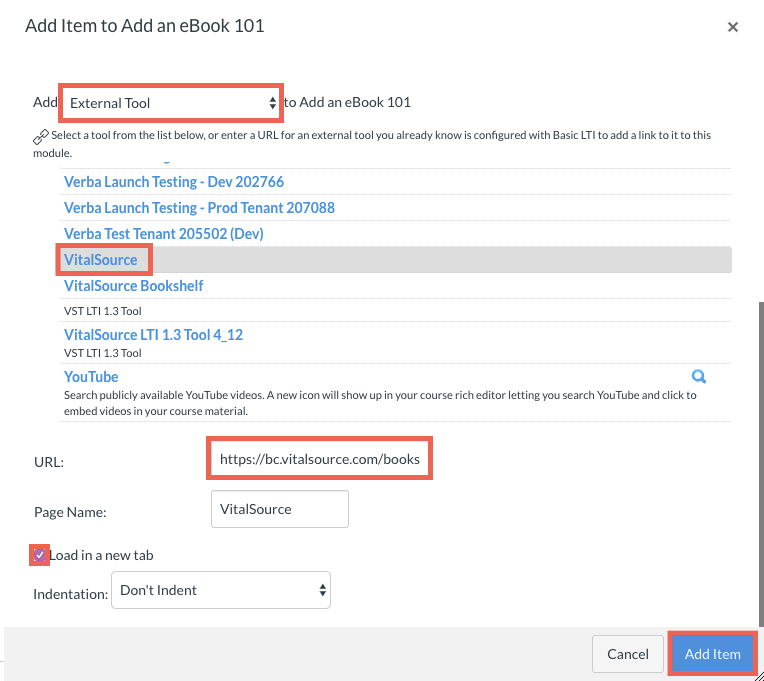 Add Item to Add an eBook 101
Add External Tool to Add an eBook 101
Select a tool from the list below, or enter a URL for an external tool you already know is configured with Basic LTI to add a link to it to this
module.
Verba Launch Testing - Dev 202766
Verba Launch Testing - Prod Tenant 207088
Verba Test Tenant 205502 (Dev)
VitalSource
VitalSource Bookshelf
VST LTI 1.3 Tool
VitalSource LTI 1.3 Tool 4_12
VST LTI 1.3 Tool
YouTube
Search publicly available YouTube videos. A new icon will show up in your course rich editor letting you search YouTube and click to
embed videos in your course material.
URL: https://bc.vitalsource.com/books
Page Name: VitalSource
Load in a new tab
Indentation: Don't Indent
Cancel Add Item